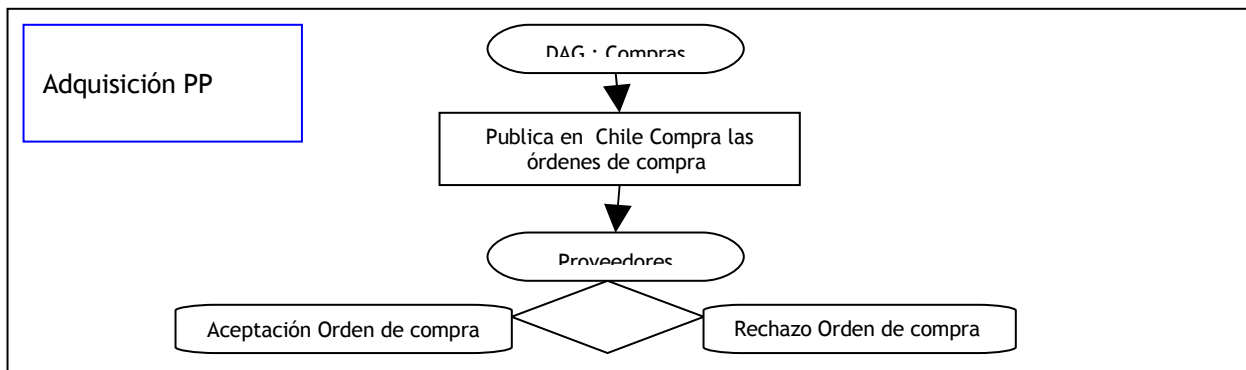 DAG : Compras
Adquisición PP
Publica en Chile Compra las
órdenes de compra
Proveedores
Aceptación Orden de compra
Rechazo Orden de compra